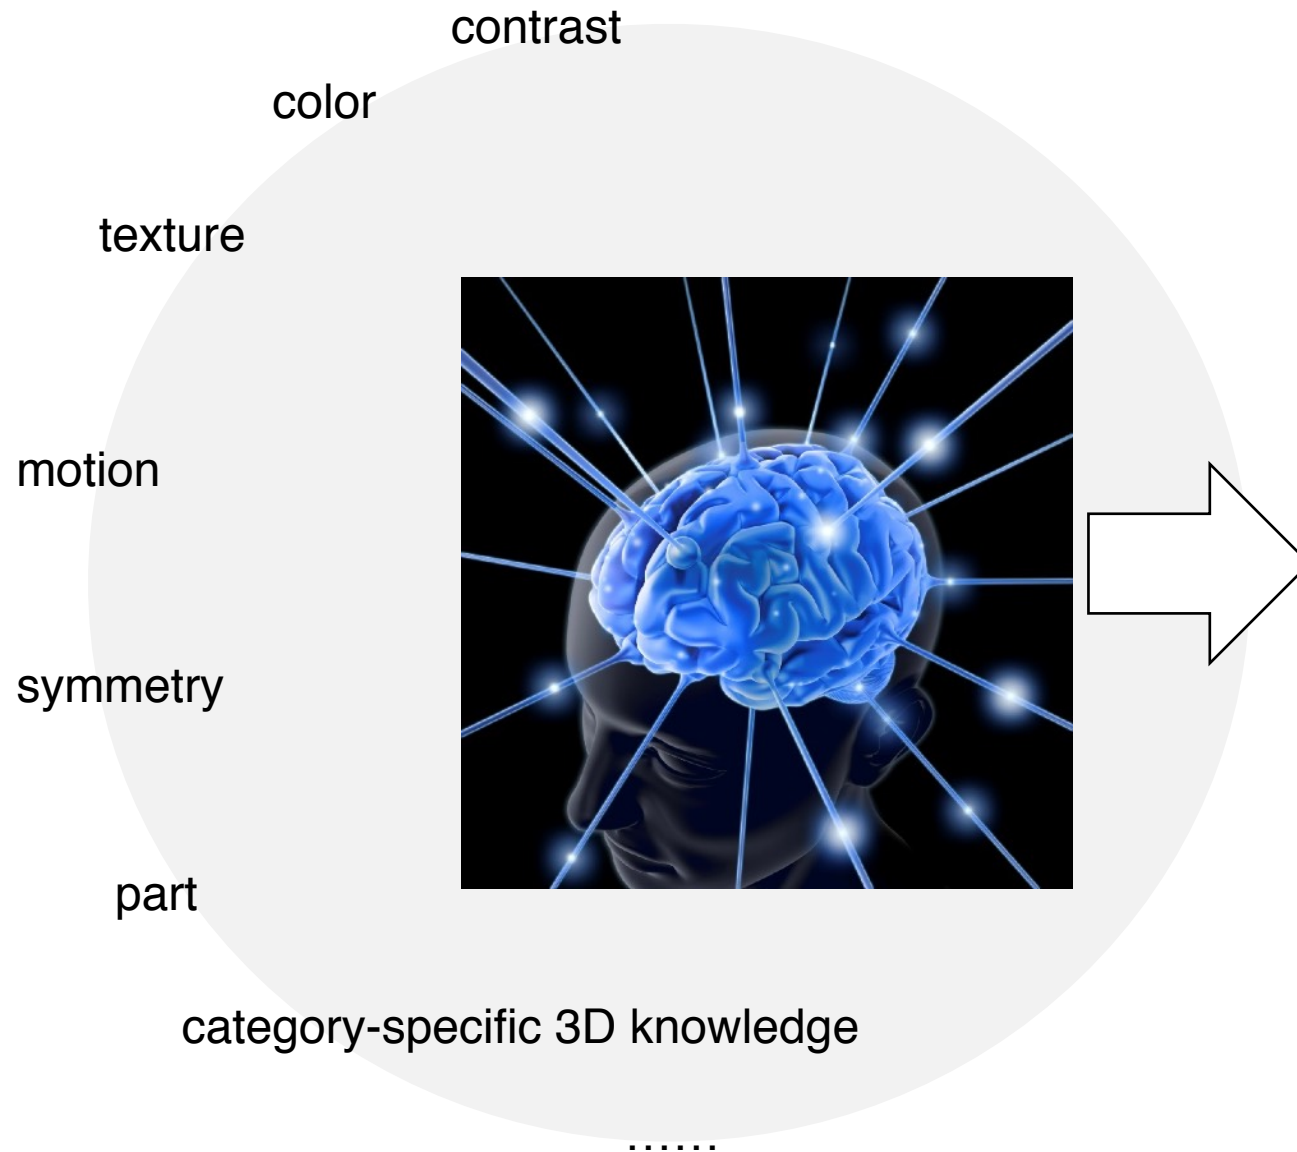 contrast
color
texture
motion
symmetry
part
category-specific 3D knowledge
......